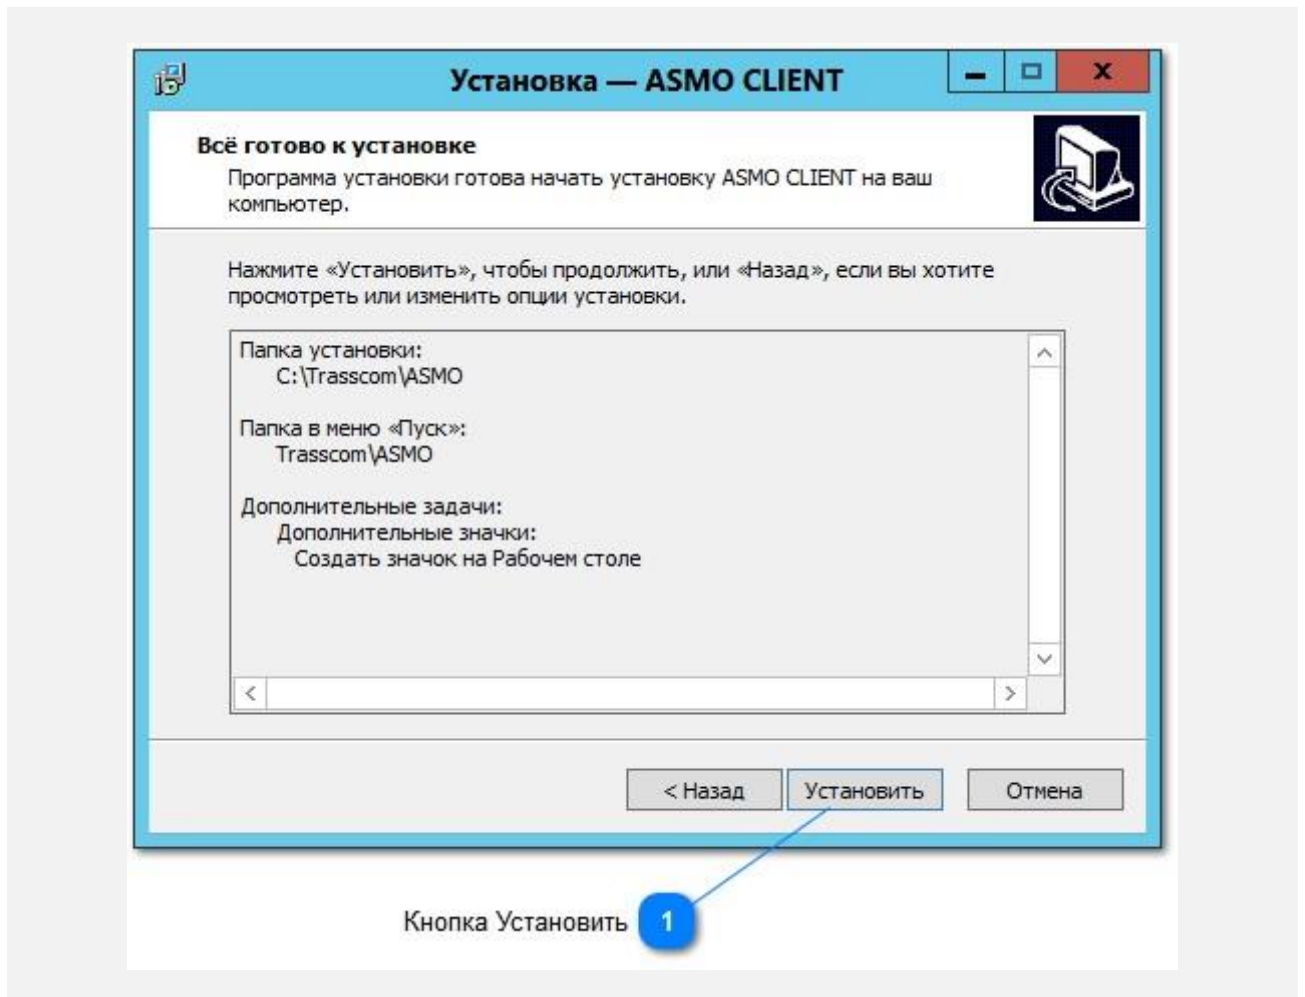 Установка — ASMO CLIENT
Всё готово к установке
Программа установки готова начать установку ASMO CLIENT на ваш
компьютер.
Нажмите «Установить», чтобы продолжить, или «Назад», если вы хотите
просмотреть или изменить опции установки.
Папка установки:
C:\Trasscom\ASMO
Папка в меню «Пуск»:
Trasscom\ASMO
Дополнительные задачи:
Дополнительные значки:
Создать значок на Рабочем столе
< Назад Установить Отмена
Кнопка Установить 1